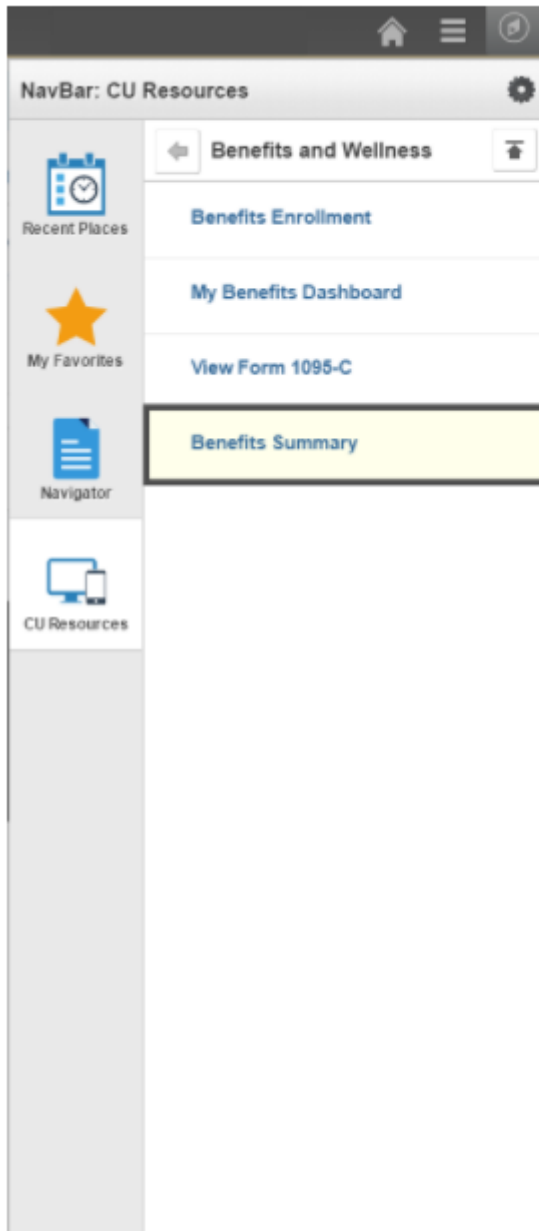 NavBar: CU Resources
Recent Places
My Favorites
Navigator
CU Resources
Benefits and Wellness
Benefits Enrollment
My Benefits Dashboard
View Form 1095-C
Benefits Summary